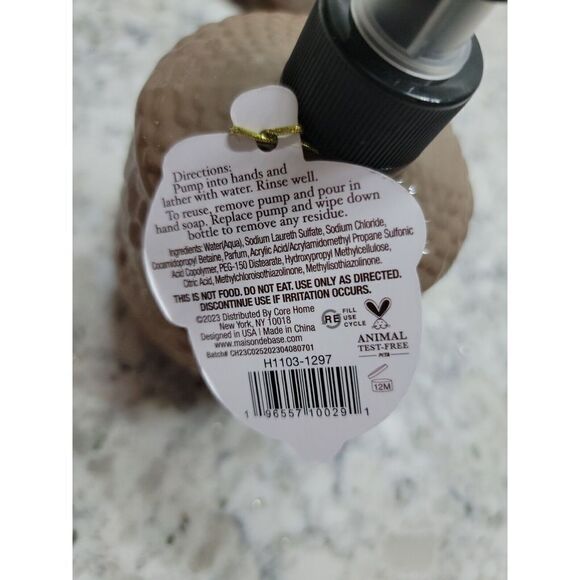 Directions:
Pump into hands and
lather with water. Rinse well.
To reuse, remove pump and pour in
hand soap. Replace pump and wipe down
bottle to remove any residue.
Ingredients: Water(Aqua), Sodium Laureth Sulfate, Sodium Chloride,
Cocamidopropyl Betaine, Parfum, Acrylic Acid/Acrylamidomethyl Propane Sulfonic
Acid Copolymer, PEG-150 Distearate, Hydroxypropyl Methylcellulose,
Citric Acid, Methylchloroisothiazolinone, Methylisothiazolinone.
THIS IS NOT FOOD. DO NOT EAT. USE ONLY AS DIRECTED.
DISCONTINUE USE IF IRRITATION OCCURS.
©2023 Distributed By Core Home
New York, NY 10018
Designed in USA | Made in China
www.maisondebase.com
Batch# CH23C025202304080701
RE FILL
USE
CYCLE
ANIMAL
TEST-FREE
PETA
H1103-1297
1 96557 10029 1
12M